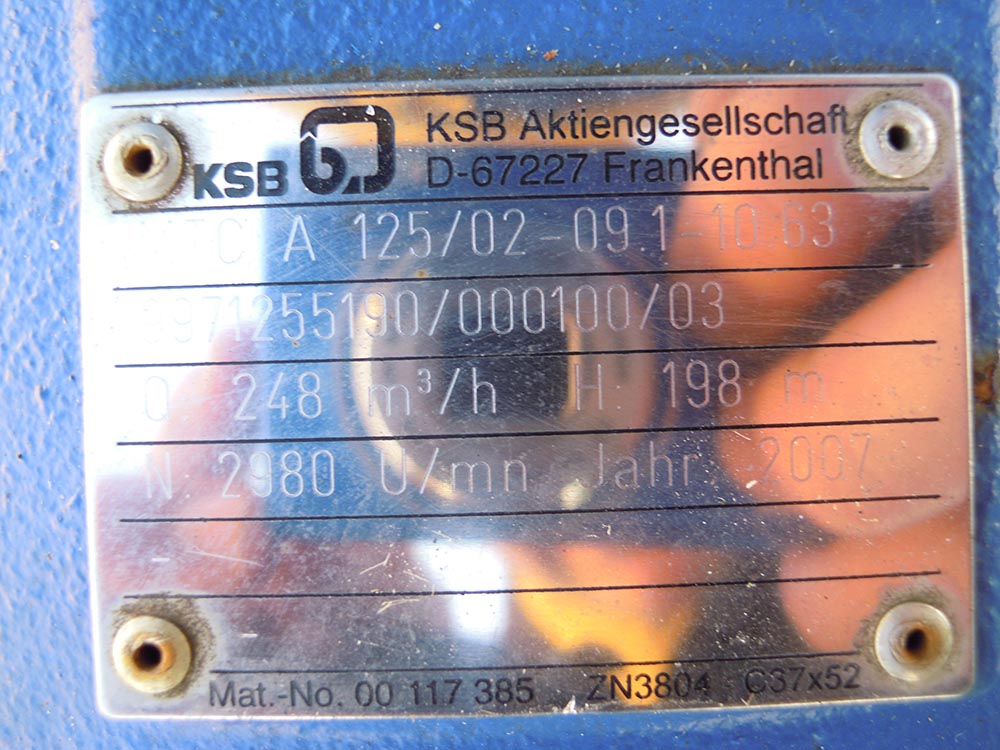 KSB KSB Aktiengesellschaft
D-67227 Frankenthal
MTC A 125/02-09.1-10.63
9971255190/000100/03
Q: 248 m³/h H: 198 m
N: 2980 U/mn Jahr: 2007
-
-
Mat.-No. 00 117 385 ZN3804 C37x52